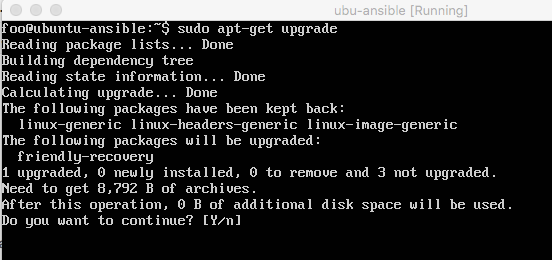 ubu-ansible [Running]
foo@ubuntu-ansible:~$ sudo apt-get upgrade
Reading package lists... Done
Building dependency tree
Reading state information... Done
Calculating upgrade... Done
The following packages have been kept back:
  linux-generic linux-headers-generic linux-image-generic
The following packages will be upgraded:
  friendly-recovery
1 upgraded, 0 newly installed, 0 to remove and 3 not upgraded.
Need to get 8,792 B of archives.
After this operation, 0 B of additional disk space will be used.
Do you want to continue? [Y/n]